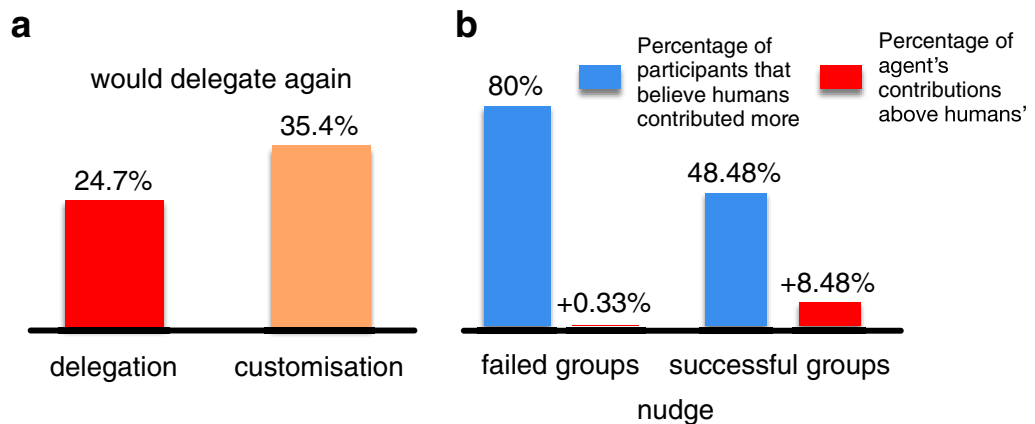 a
would delegate again
24.7%
35.4%
delegation
customisation
b
Percentage of
participants that
believe humans
contributed more
Percentage of
agent's
contributions
above humans'
80%
+0.33%
48.48%
+8.48%
failed groups
successful groups
nudge